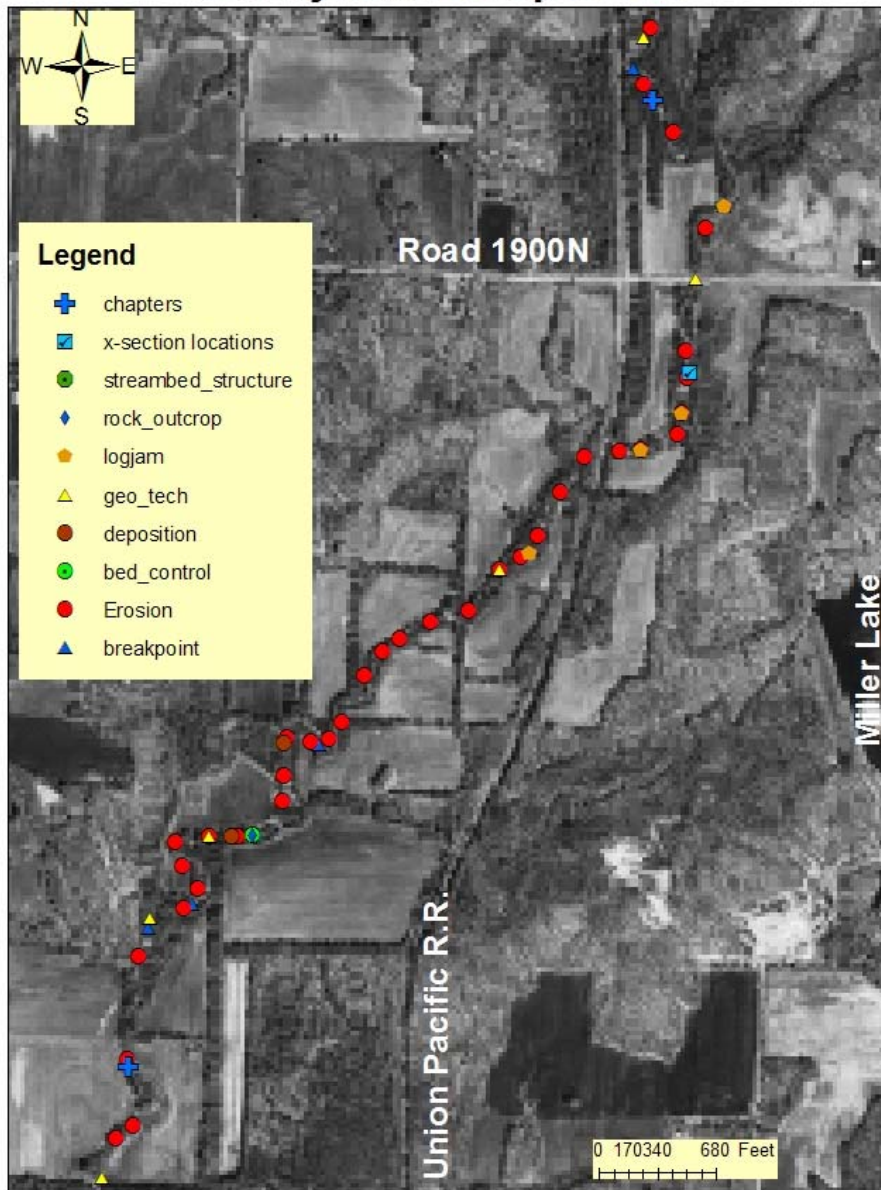 N
W E
S
Road 1900N
Legend
chapters
x-section locations
streambed_structure
rock_outcrop
logjam
geo_tech
deposition
bed_control
Erosion
breakpoint
Miller Lake
Union Pacific R.R.
0 170340 680 Feet